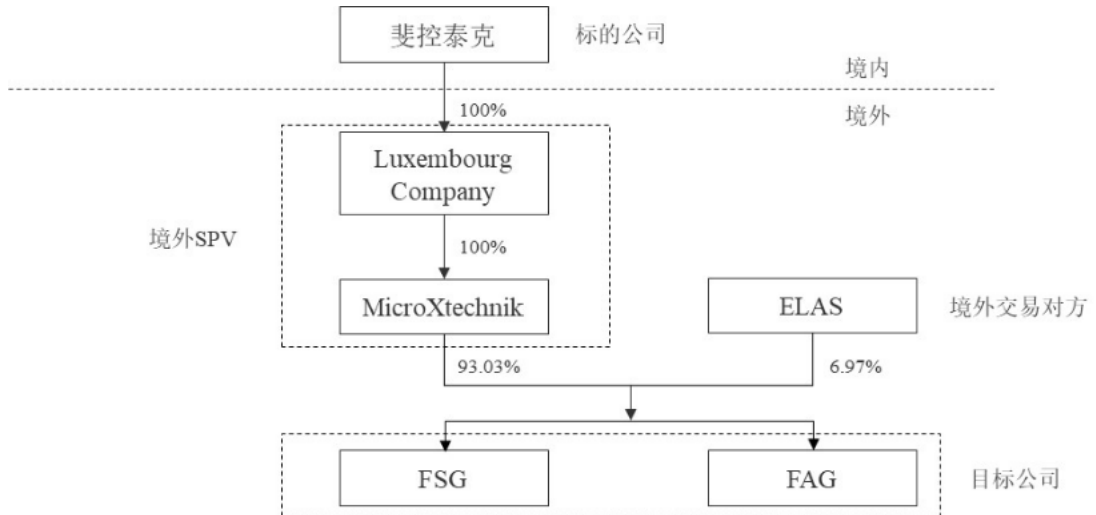 斐控泰克
标的公司
境内
100%
境外
Luxembourg
Company
境外SPV
100%
MicroXtechnik
ELAS
境外交易对方
93.03%
6.97%
FSG
FAG
目标公司